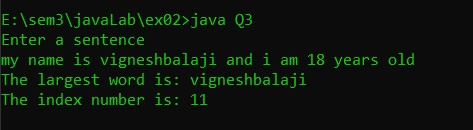 E:\sem3\javaLab\ex02>java Q3
Enter a sentence
my name is vigneshbalaji and i am 18 years old
The largest word is: vigneshbalaji
The index number is: 11